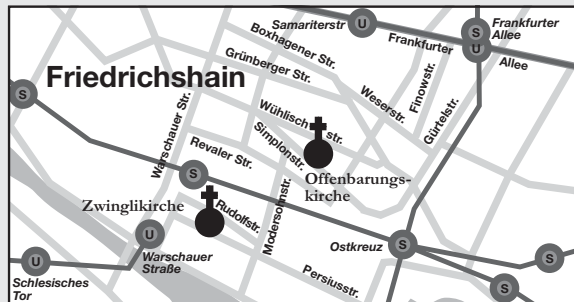 Samariterstr
U
Frankfurter
Allee
S
U
Boxhagener Str.
Frankfurter
Allee
Grünberger Str.
Friedrichshain
S
Warschauer Str.
Wühlisch
str.
Weserstr.
Finowstr.
Gürtelstr.
Revaler Str.
Simplonstr.
S
Offenbarungs-
kirche
Zwinglikirche
Rudolfstr.
Modersohnstr.
U
Warschauer
Straße
Ostkreuz
S
S
U
Schlesisches
Tor
Persiusstr.
S